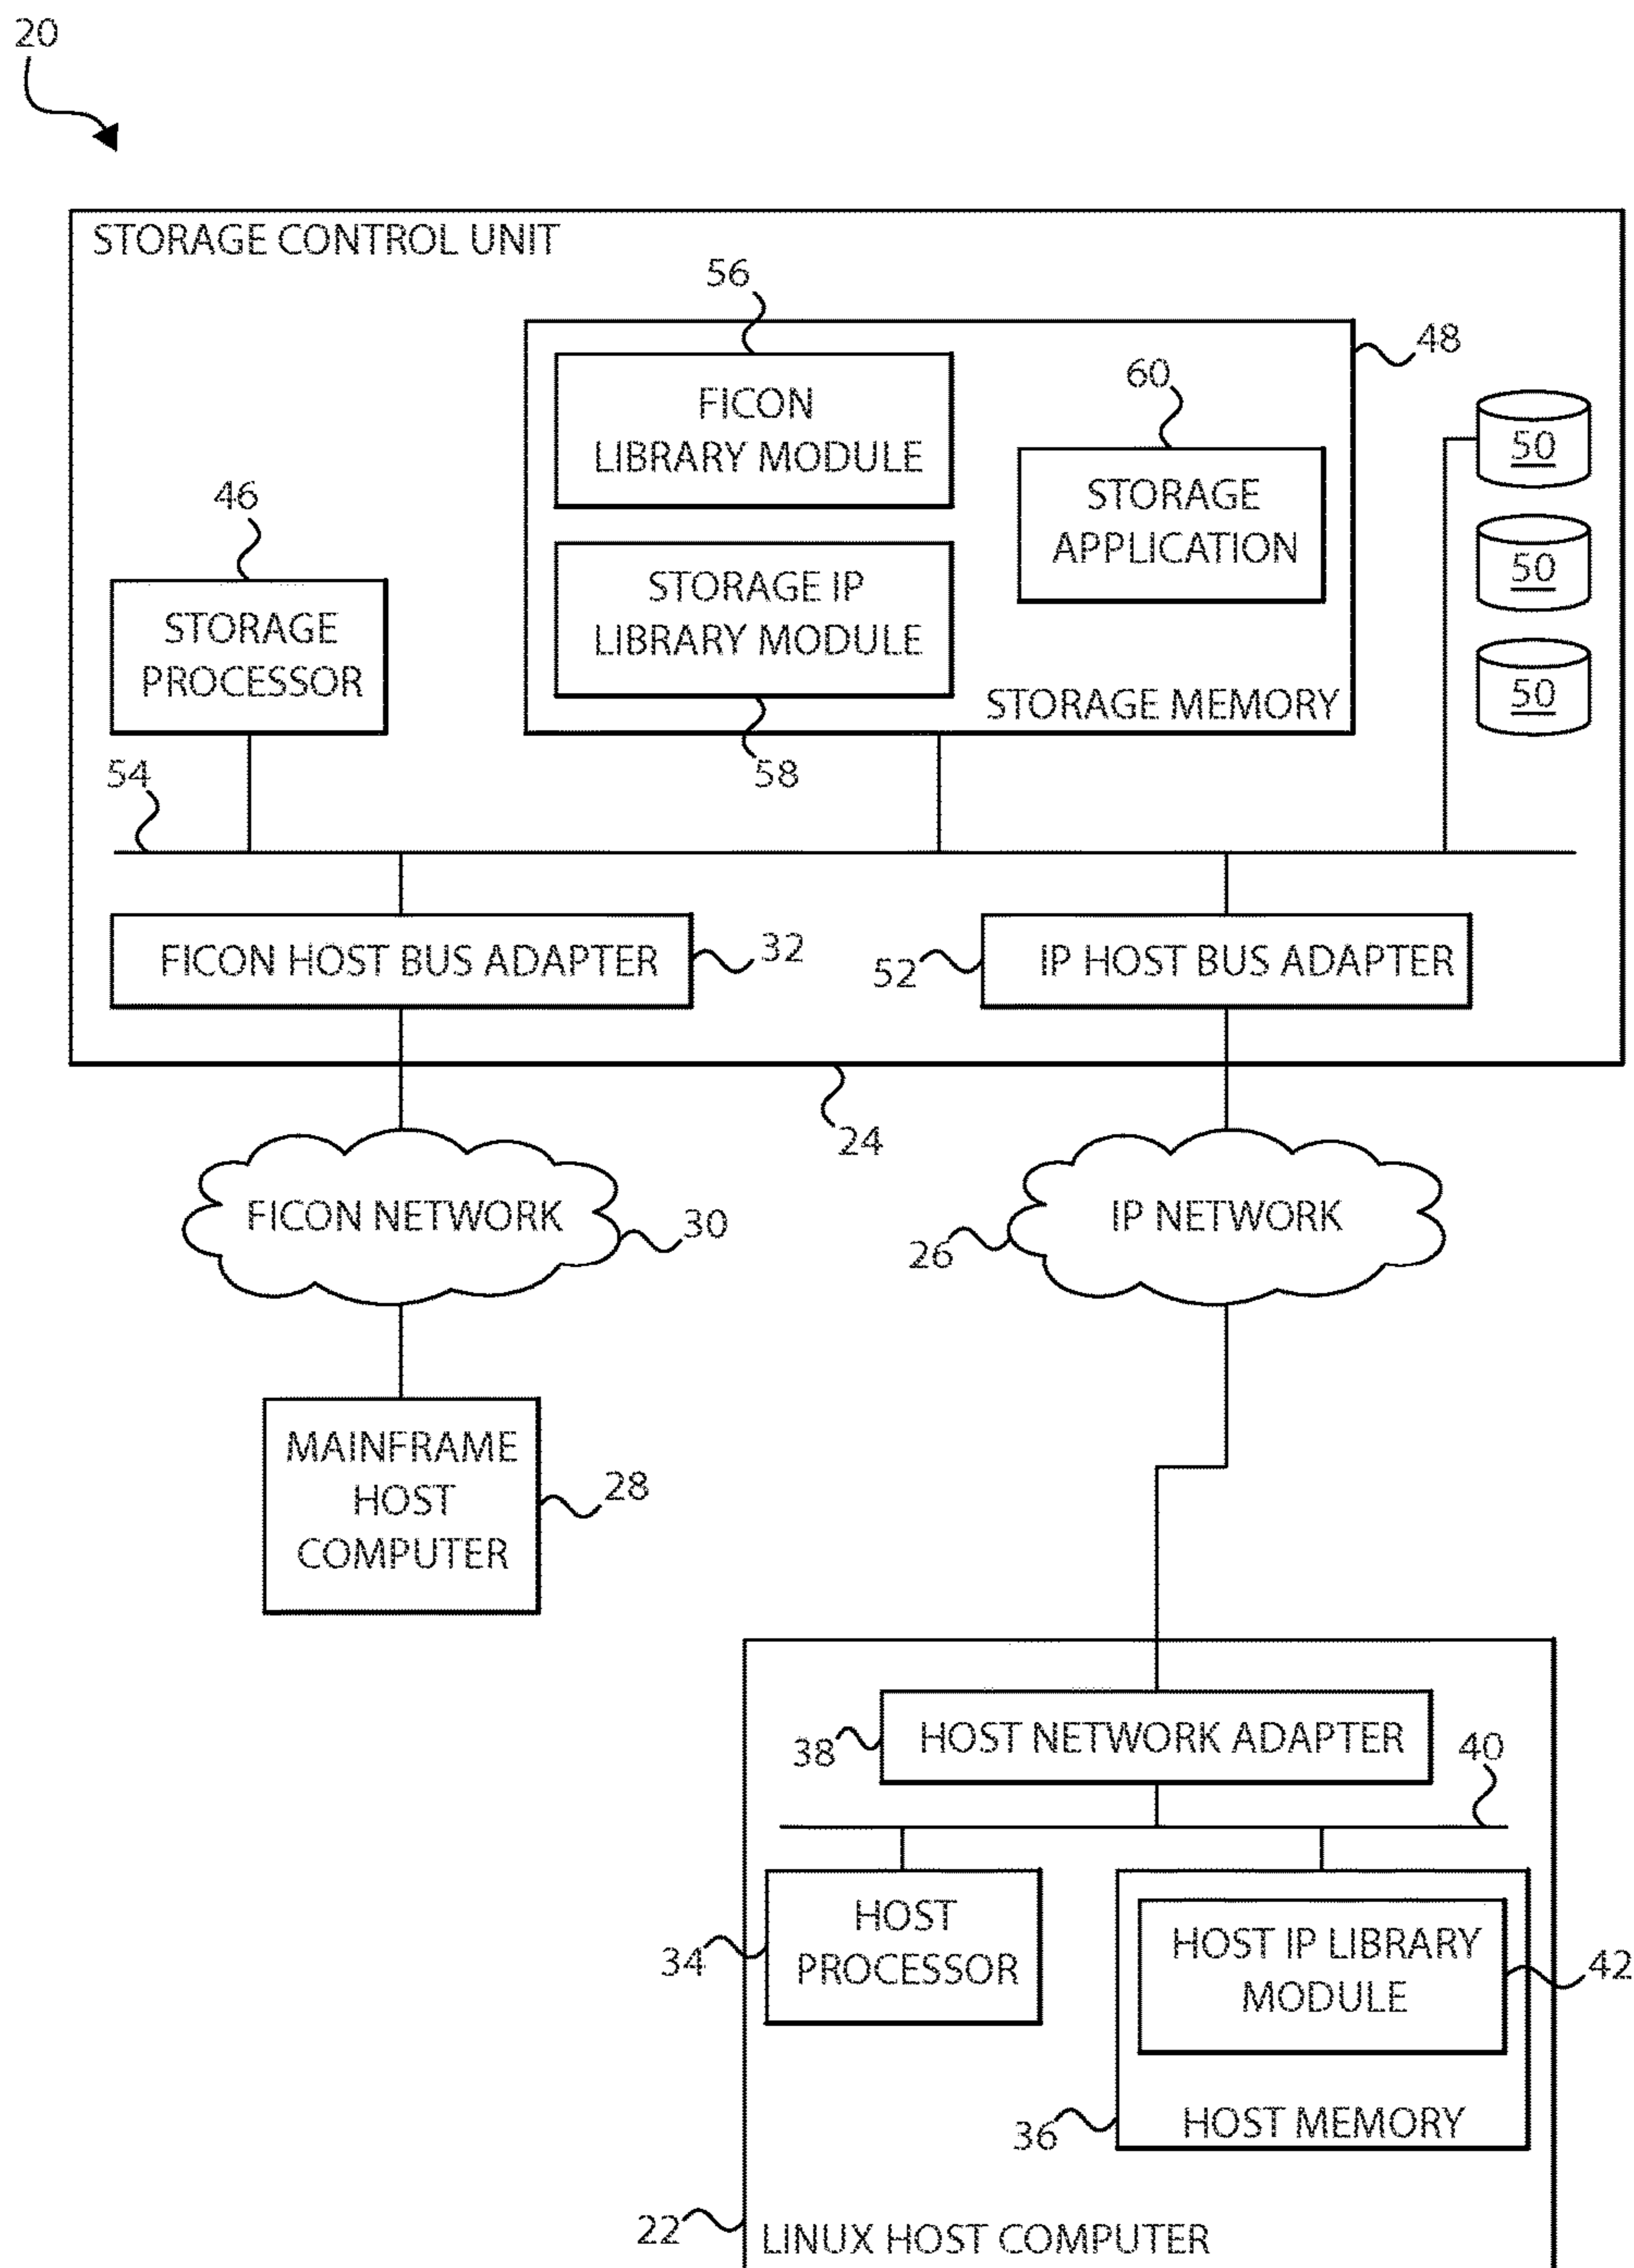 20
STORAGE CONTROL UNIT
56
48
FICON
LIBRARY MODULE
60
STORAGE
APPLICATION
50
50
50
46
STORAGE
PROCESSOR
STORAGE IP
LIBRARY MODULE
STORAGE MEMORY
58
54
FICON HOST BUS ADAPTER
32
52
IP HOST BUS ADAPTER
24
FICON NETWORK
30
26
IP NETWORK
MAINFRAME
HOST
COMPUTER
28
38
HOST NETWORK ADAPTER
40
34
HOST
PROCESSOR
HOST IP LIBRARY
MODULE
42
36
HOST MEMORY
22
LINUX HOST COMPUTER